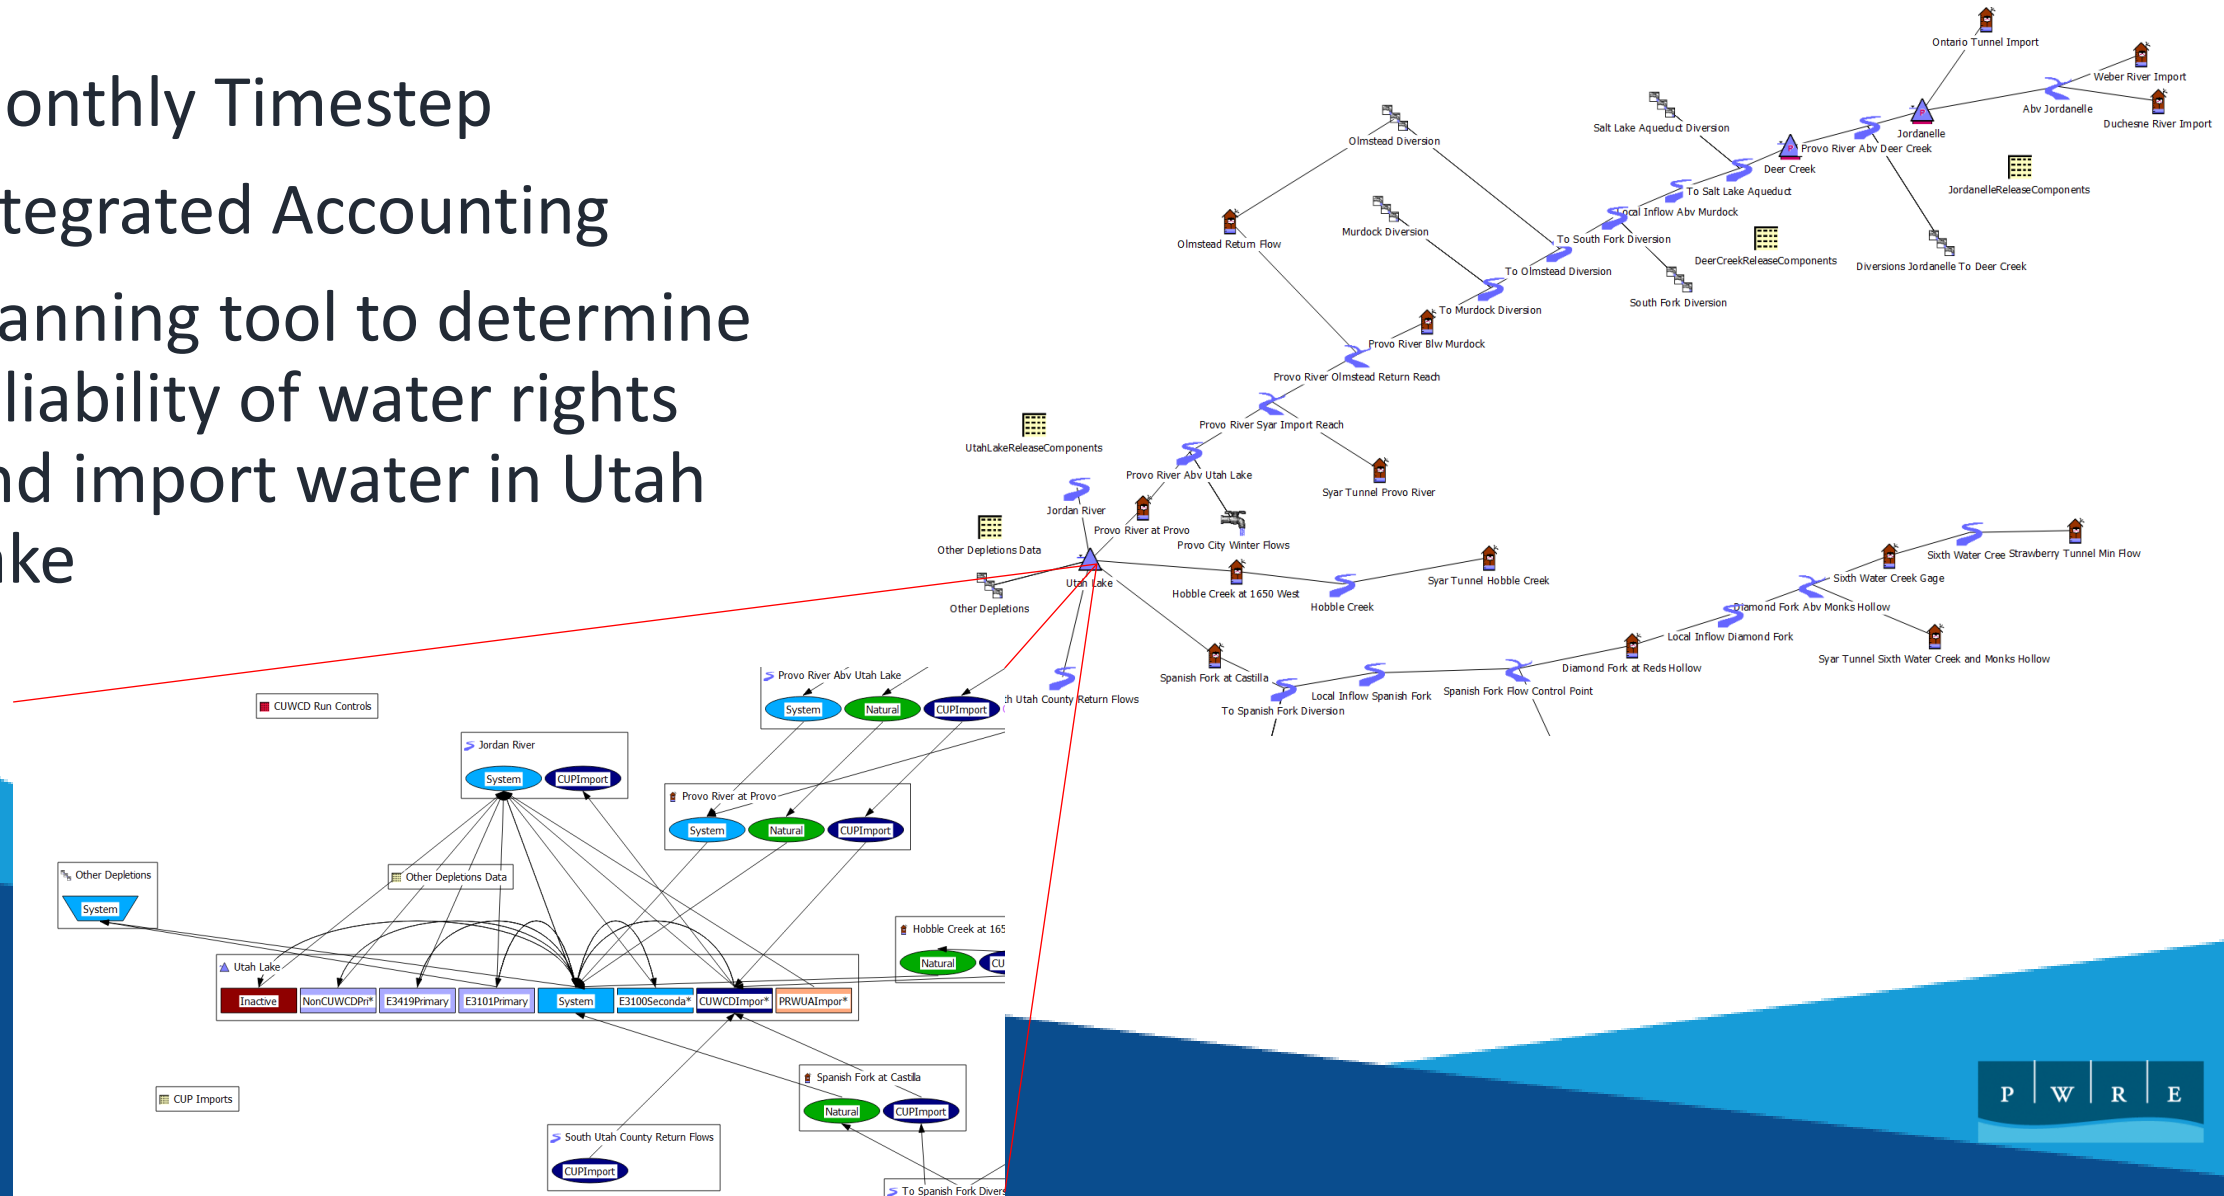 onthly Timestep
tegrated Accounting
anning tool to determine
liability of water rights
nd import water in Utah
ke
Ontario Tunnel Import
Weber River Import
Abv Jordanelle
Duchesne River Import
Jordanelle
Provo River Abv Deer Creek
Salt Lake Aqueduct Diversion
Deer Creek
JordanelleReleaseComponents
To Salt Lake Aqueduct
Olmstead Diversion
Local Inflow Abv Murdock
Murdock Diversion
To South Fork Diversion
Olmstead Return Flow
DeerCreekReleaseComponents
Diversions Jordanelle To Deer Creek
To Olmstead Diversion
South Fork Diversion
To Murdock Diversion
Provo River Blw Murdock
Provo River Olmstead Return Reach
Provo River Syar Import Reach
UtahLakeReleaseComponents
Provo River Abv Utah Lake
Syar Tunnel Provo River
Jordan River
Provo River at Provo
Provo City Winter Flows
Other Depletions Data
Sixth Water Cree
Strawberry Tunnel Min Flow
Utah Lake
Syar Tunnel Hobble Creek
Sixth Water Creek Gage
Hobble Creek at 1650 West
Hobble Creek
Other Depletions
Diamond Fork Abv Monks Hollow
Local Inflow Diamond Fork
Syar Tunnel Sixth Water Creek and Monks Hollow
Diamond Fork at Reds Hollow
Spanish Fork at Castilla
Spanish Fork Flow Control Point
Local Inflow Spanish Fork
h Utah County Return Flows
To Spanish Fork Diversion
Provo River Abv Utah Lake
System
Natural
CUPImport
CUWCD Run Controls
Jordan River
System
CUPImport
Provo River at Provo
System
Natural
CUPImport
Other Depletions
System
Other Depletions Data
Hobble Creek at 165
Natural
CU
Utah Lake
Inactive
NonCUWCDPri*
E3419Primary
E3101Primary
System
E3100Seconda*
CUWCDImpor*
PRWUAImpor*
Spanish Fork at Castilla
Natural
CUPImport
CUP Imports
South Utah County Return Flows
CUPImport
To Spanish Fork Divers
P W R E